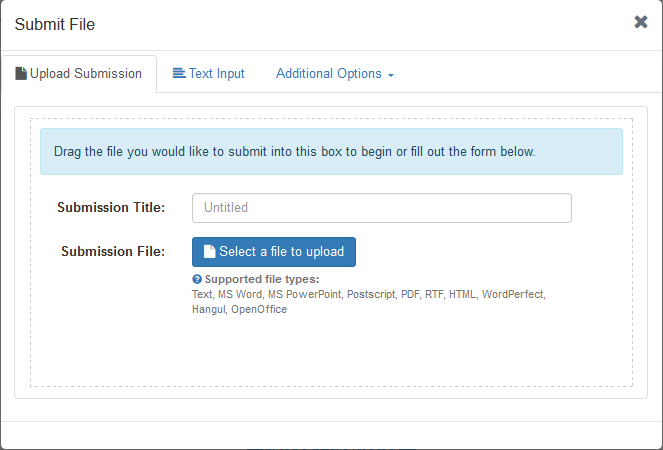 Submit File
Upload Submission
Text Input
Additional Options
Drag the file you would like to submit into this box to begin or fill out the form below.
Submission Title:
Untitled
Submission File:
Select a file to upload
Supported file types:
Text, MS Word, MS PowerPoint, Postscript, PDF, RTF, HTML, WordPerfect,
Hangul, OpenOffice